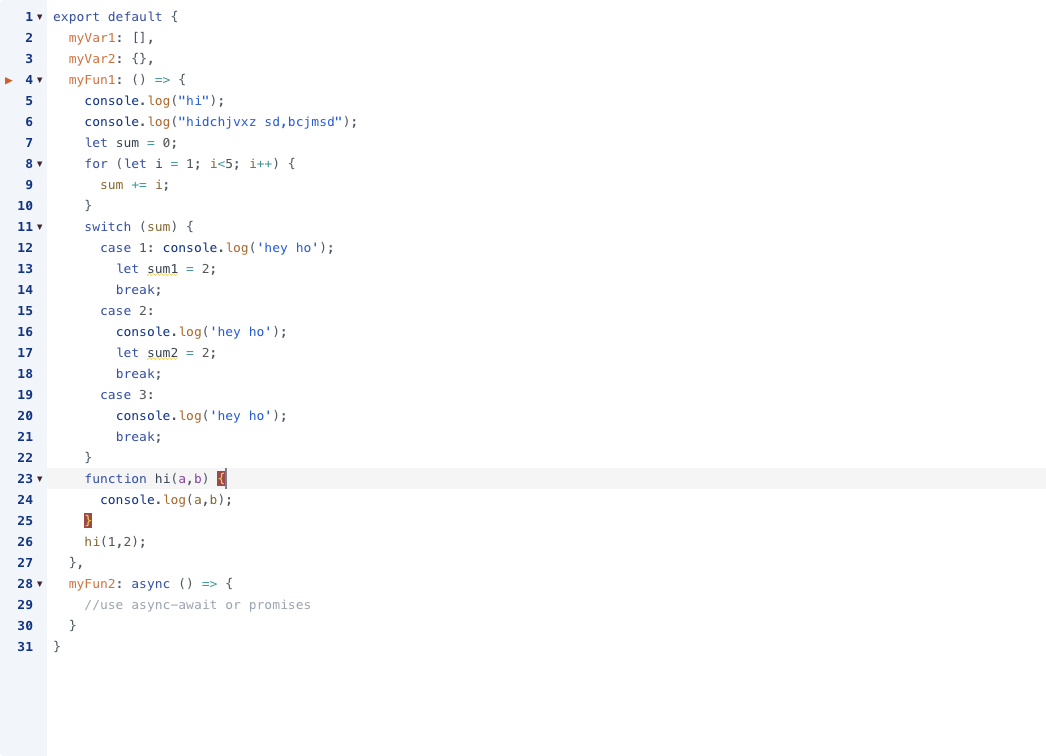 1 export default {
2 myVar1: [],
3 myVar2: {},
4 myFun1: () => {
5 console.log("hi");
6 console.log("hidchjvxz sd,bcjmsd");
7 let sum = 0;
8 for (let i = 1; i<5; i++) {
9 sum += i;
10 }
11 switch (sum) {
12 case 1: console.log('hey ho');
13 let sum1 = 2;
14 break;
15 case 2:
16 console.log('hey ho');
17 let sum2 = 2;
18 break;
19 case 3:
20 console.log('hey ho');
21 break;
22 }
23 function hi(a,b) {
24 console.log(a,b);
25 }
26 hi(1,2);
27 },
28 myFun2: async () => {
29 //use async-await or promises
30 }
31 }